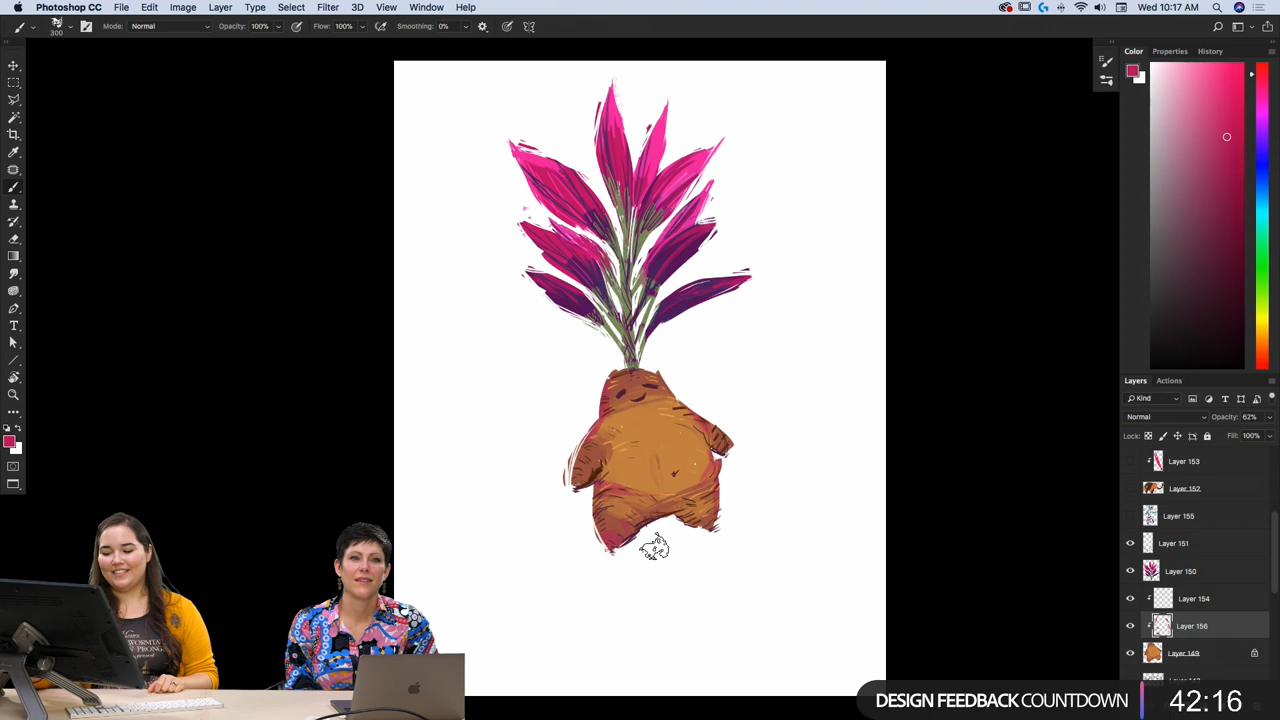 Photoshop CC File Edit Image Layer Type Select Filter 3D View Window Help
Wed 10:17 AM
300 Mode: Normal Opacity: 100% Flow: 100% Smoothing: 0%
Color Properties History
Layers Actions
Kind
Normal Opacity: 62%
Lock: Fill: 100%
Layer 153
Layer 152
Layer 155
Layer 151
Layer 150
Layer 154
Layer 156
Layer 149
DESIGN FEEDBACK COUNTDOWN 42:16